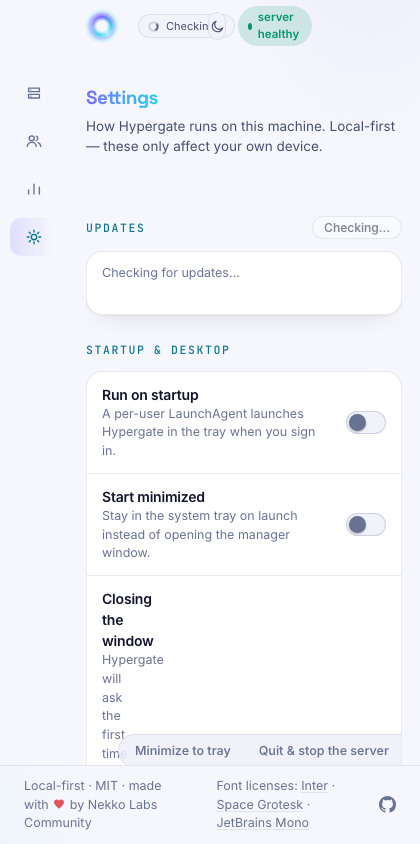 Checkin
server
healthy
Settings
How Hypergate runs on this machine. Local-first
— these only affect your own device.
UPDATES
Checking...
Checking for updates...
STARTUP & DESKTOP
Run on startup
A per-user LaunchAgent launches
Hypergate in the tray when you sign
in.
Start minimized
Stay in the system tray on launch
instead of opening the manager
window.
Closing
the
window
Hypergate
will
ask
the
first
time
Minimize to tray
Quit & stop the server
Local-first · MIT · made
with ❤ by Nekko Labs
Community
Font licenses: Inter ·
Space Grotesk ·
JetBrains Mono